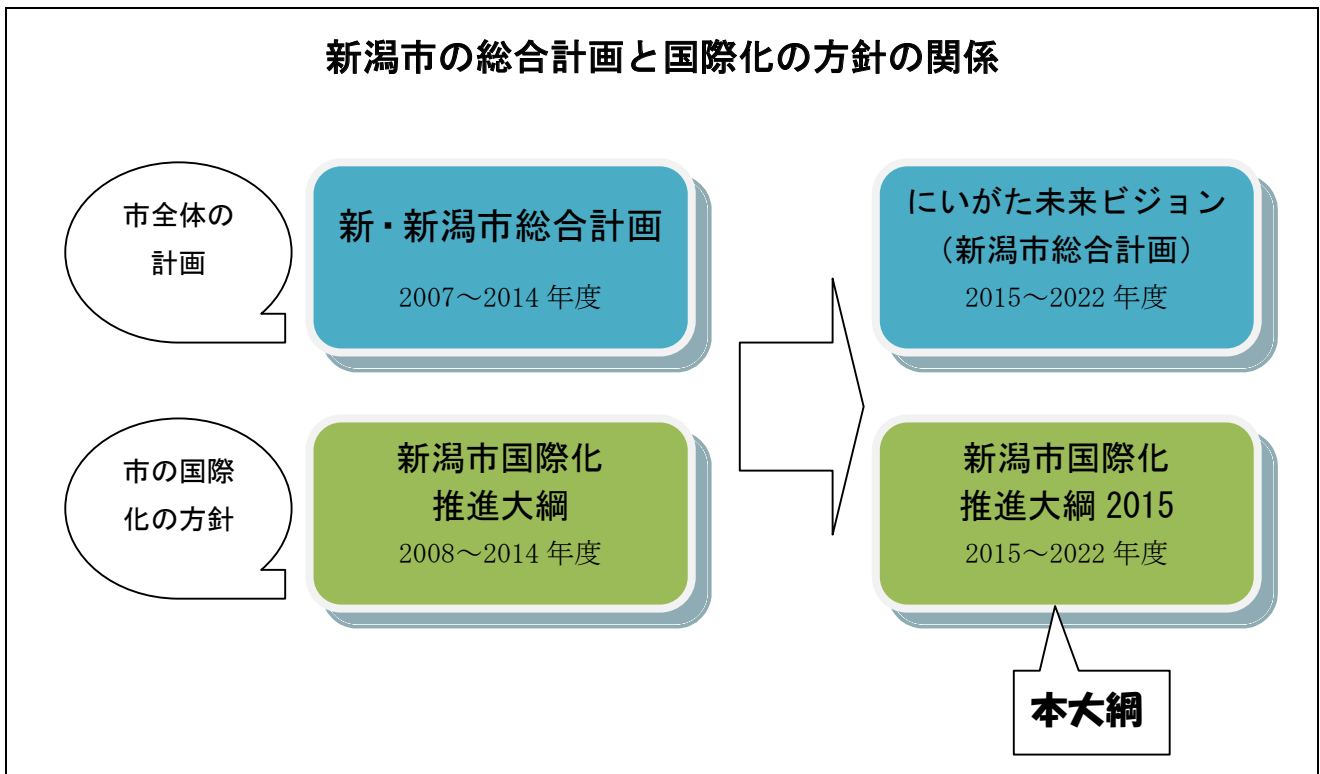 新潟市の総合計画と国際化の方針の関係
市全体の
計画
新・新潟市総合計画
2007～2014 年度
にいがた未来ビジョン
（新潟市総合計画）
2015～2022 年度
市の国際
化の方針
新潟市国際化
推進大綱
2008～2014 年度
新潟市国際化
推進大綱 2015
2015～2022 年度
本大綱